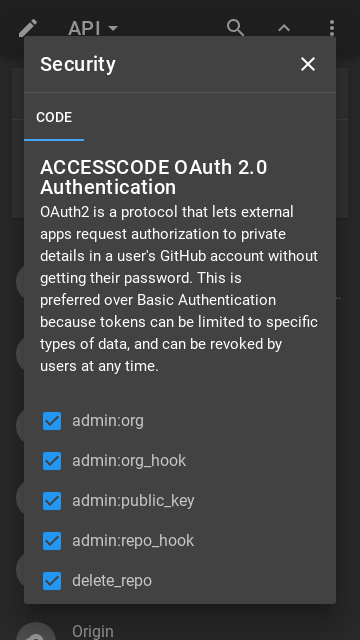 API
Security
CODE
ACCESSCODE OAuth 2.0
Authentication
OAuth2 is a protocol that lets external
apps request authorization to private
details in a user's GitHub account without
getting their password. This is
preferred over Basic Authentication
because tokens can be limited to specific
types of data, and can be revoked by
users at any time.
admin:org
admin:org_hook
admin:public_key
admin:repo_hook
delete_repo
Origin